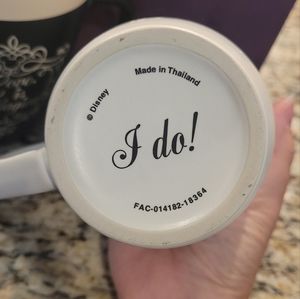 Made in Thailand
© Disney
I do!
FAC-014182-18364